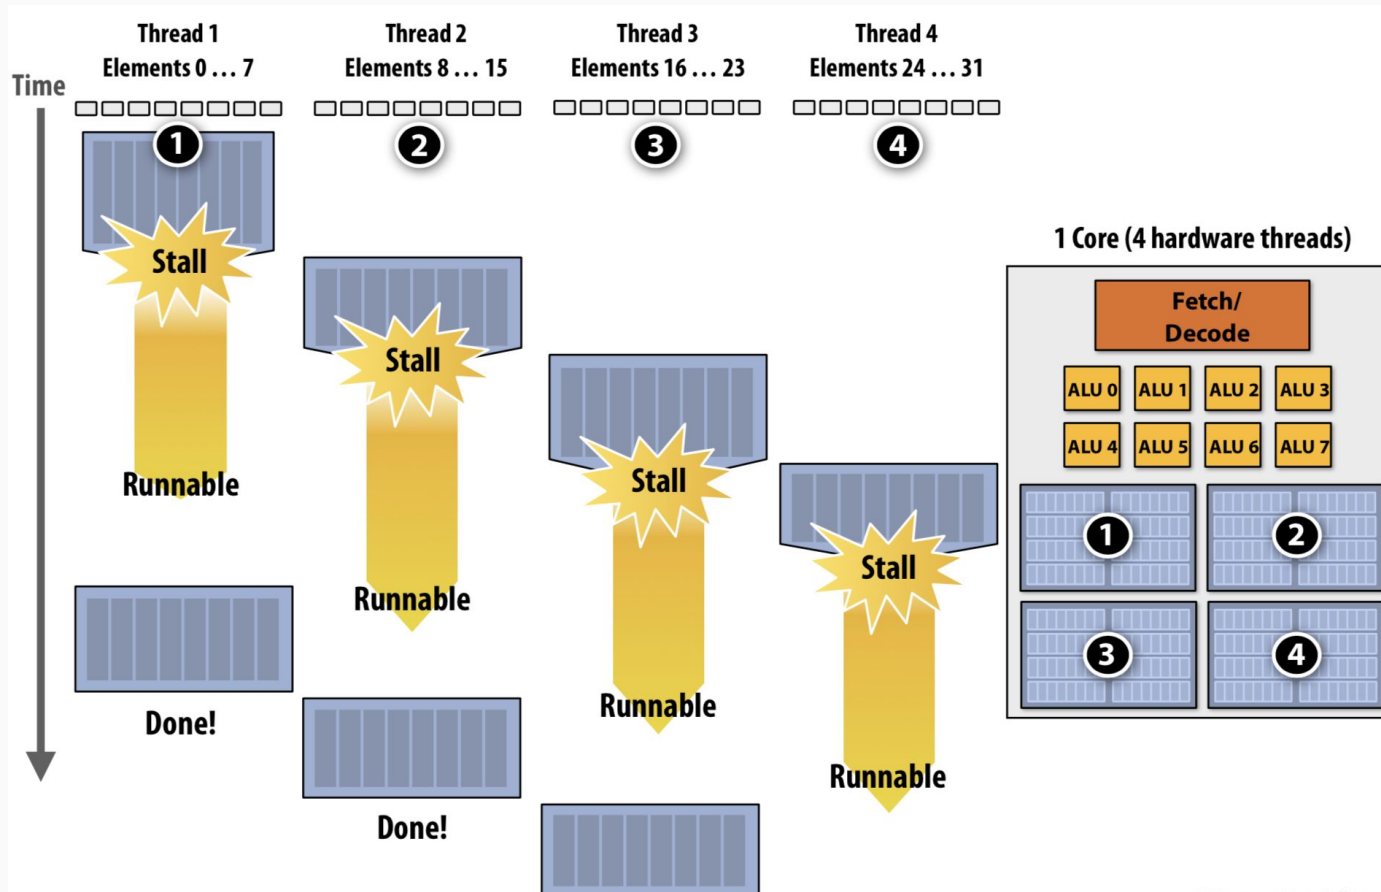 Time
Thread 1
Elements 0 … 7
Thread 2
Elements 8 … 15
Thread 3
Elements 16 … 23
Thread 4
Elements 24 … 31
1
2
3
4
Stall
Stall
Stall
Stall
Runnable
Runnable
Runnable
Runnable
Done!
Done!
1 Core (4 hardware threads)
Fetch/
Decode
ALU 0
ALU 1
ALU 2
ALU 3
ALU 4
ALU 5
ALU 6
ALU 7
1
2
3
4